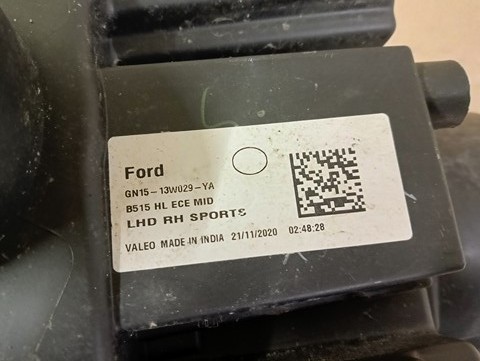 Ford
GN15-13W029-YA
B515 HL ECE MID
LHD RH SPORTS
VALEO MADE IN INDIA 21/11/2020 02:48:28